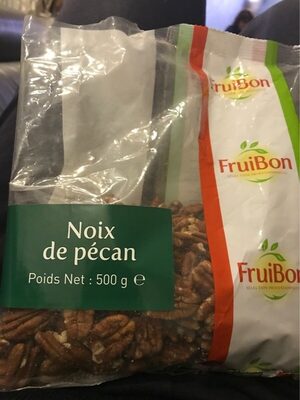 FruiBon
FruiBon
FruiBon
Noix
de pécan
Poids Net : 500 g ℮